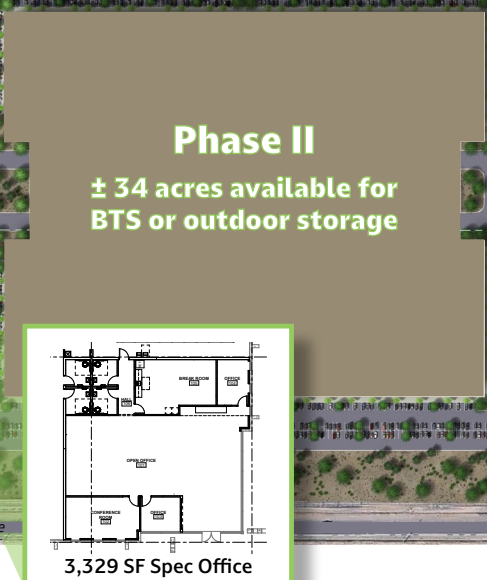 Phase II
± 34 acres available for
BTS or outdoor storage
BREAK ROOM
OFFICE
HALL
OPEN OFFICE
CONFERENCE
ROOM
OFFICE
3,329 SF Spec Office